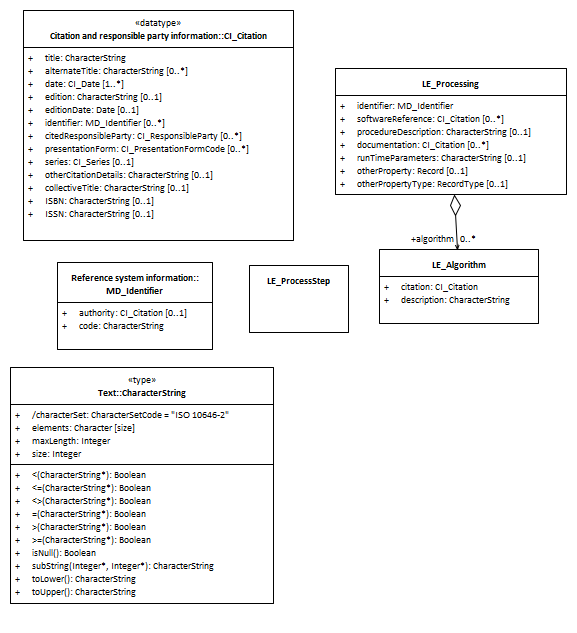 «datatype»
Citation and responsible party information::CI_Citation
+ title: CharacterString
+ alternateTitle: CharacterString [0..*]
+ date: CI_Date [1..*]
+ edition: CharacterString [0..1]
+ editionDate: Date [0..1]
+ identifier: MD_Identifier [0..*]
+ citedResponsibleParty: CI_ResponsibleParty [0..*]
+ presentationForm: CI_PresentationFormCode [0..*]
+ series: CI_Series [0..1]
+ otherCitationDetails: CharacterString [0..1]
+ collectiveTitle: CharacterString [0..1]
+ ISBN: CharacterString [0..1]
+ ISSN: CharacterString [0..1]
LE_Processing
+ identifier: MD_Identifier
+ softwareReference: CI_Citation [0..*]
+ procedureDescription: CharacterString [0..1]
+ documentation: CI_Citation [0..*]
+ runTimeParameters: CharacterString [0..1]
+ otherProperty: Record [0..1]
+ otherPropertyType: RecordType [0..1]
+algorithm 0..*
LE_Algorithm
+ citation: CI_Citation
+ description: CharacterString
Reference system information::
MD_Identifier
+ authority: CI_Citation [0..1]
+ code: CharacterString
LE_ProcessStep
«type»
Text::CharacterString
+ /characterSet: CharacterSetCode = "ISO 10646-2"
+ elements: Character [size]
+ maxLength: Integer
+ size: Integer
+ <(CharacterString*): Boolean
+ <=(CharacterString*): Boolean
+ <>(CharacterString*): Boolean
+ =(CharacterString*): Boolean
+ >(CharacterString*): Boolean
+ >=(CharacterString*): Boolean
+ isNull(): Boolean
+ subString(Integer*, Integer*): CharacterString
+ toLower(): CharacterString
+ toUpper(): CharacterString